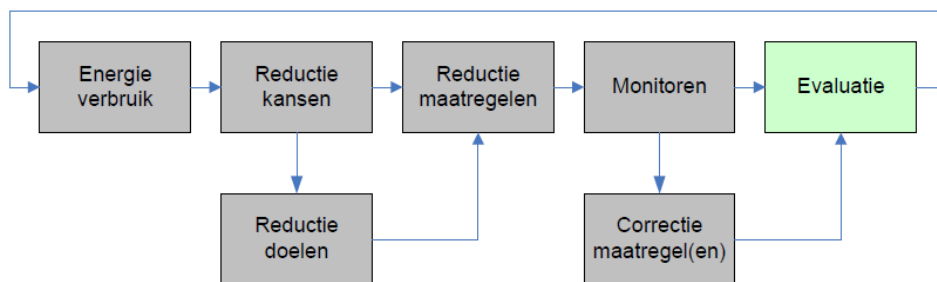 Energie
verbruik
Reductie
kansen
Reductie
maatregelen
Monitoren
Evaluatie
Reductie
doelen
Correctie
maatregel(en)